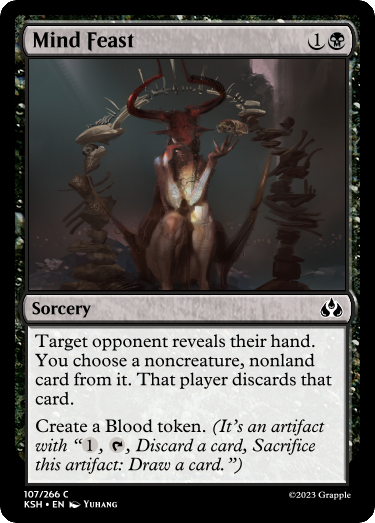 Mind Feast 1
Sorcery
Target opponent reveals their hand.
You choose a noncreature, nonland
card from it. That player discards that
card.
Create a Blood token. (It's an artifact
with “1, , Discard a card, Sacrifice
this artifact: Draw a card.”)
107/266 C
KSH • EN Yuhang
©2023 Grapple